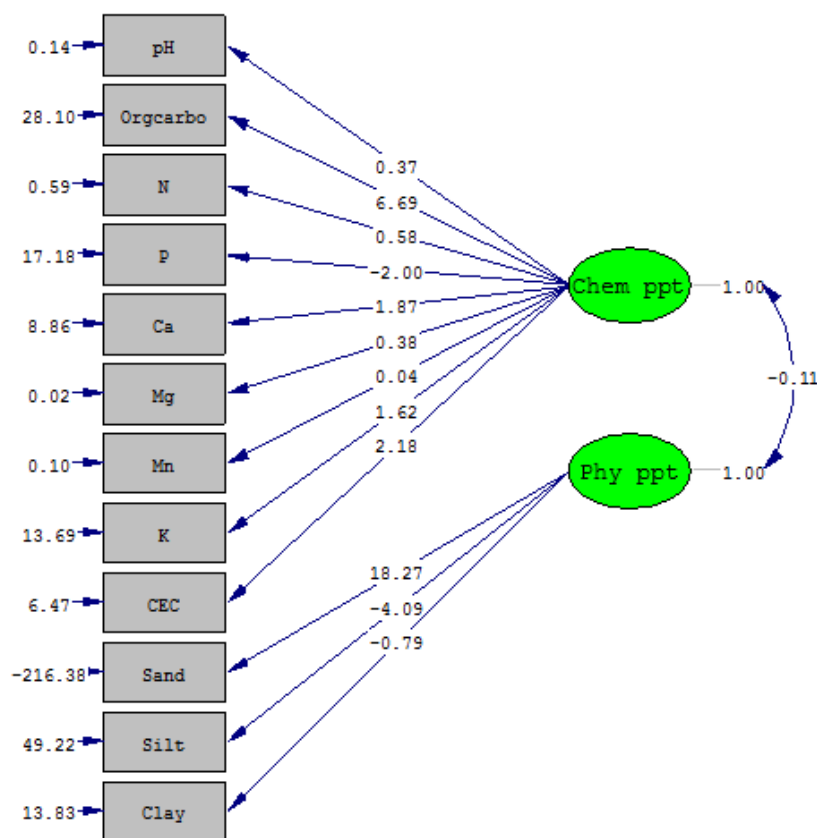 0.14 pH
28.10 Orgcarbo
0.59 N
17.18 P
8.86 Ca
0.02 Mg
0.10 Mn
13.69 K
6.47 CEC
-216.38 Sand
49.22 Silt
13.83 Clay
0.37
6.69
0.58
-2.00
1.87
0.38
0.04
1.62
2.18
18.27
-4.09
-0.79
Chem ppt 1.00
-0.11
Phy ppt 1.00